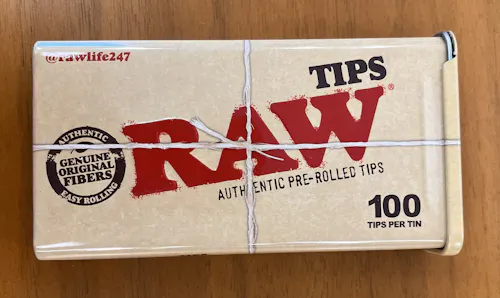 @rawlife247
TIPS
RAW®
AUTHENTIC PRE-ROLLED TIPS
AUTHENTIC
GENUINE
ORIGINAL
FIBERS
EASY ROLLING
100
TIPS PER TIN